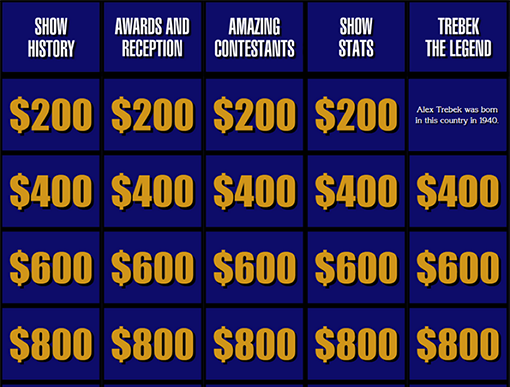 SHOW
HISTORY
AWARDS AND
RECEPTION
AMAZING
CONTESTANTS
SHOW
STATS
TREBEK
THE LEGEND
$200 $200 $200 $200
Alex Trebek was born
in this country in 1940.
$400 $400 $400 $400 $400
$600 $600 $600 $600 $600
$800 $800 $800 $800 $800